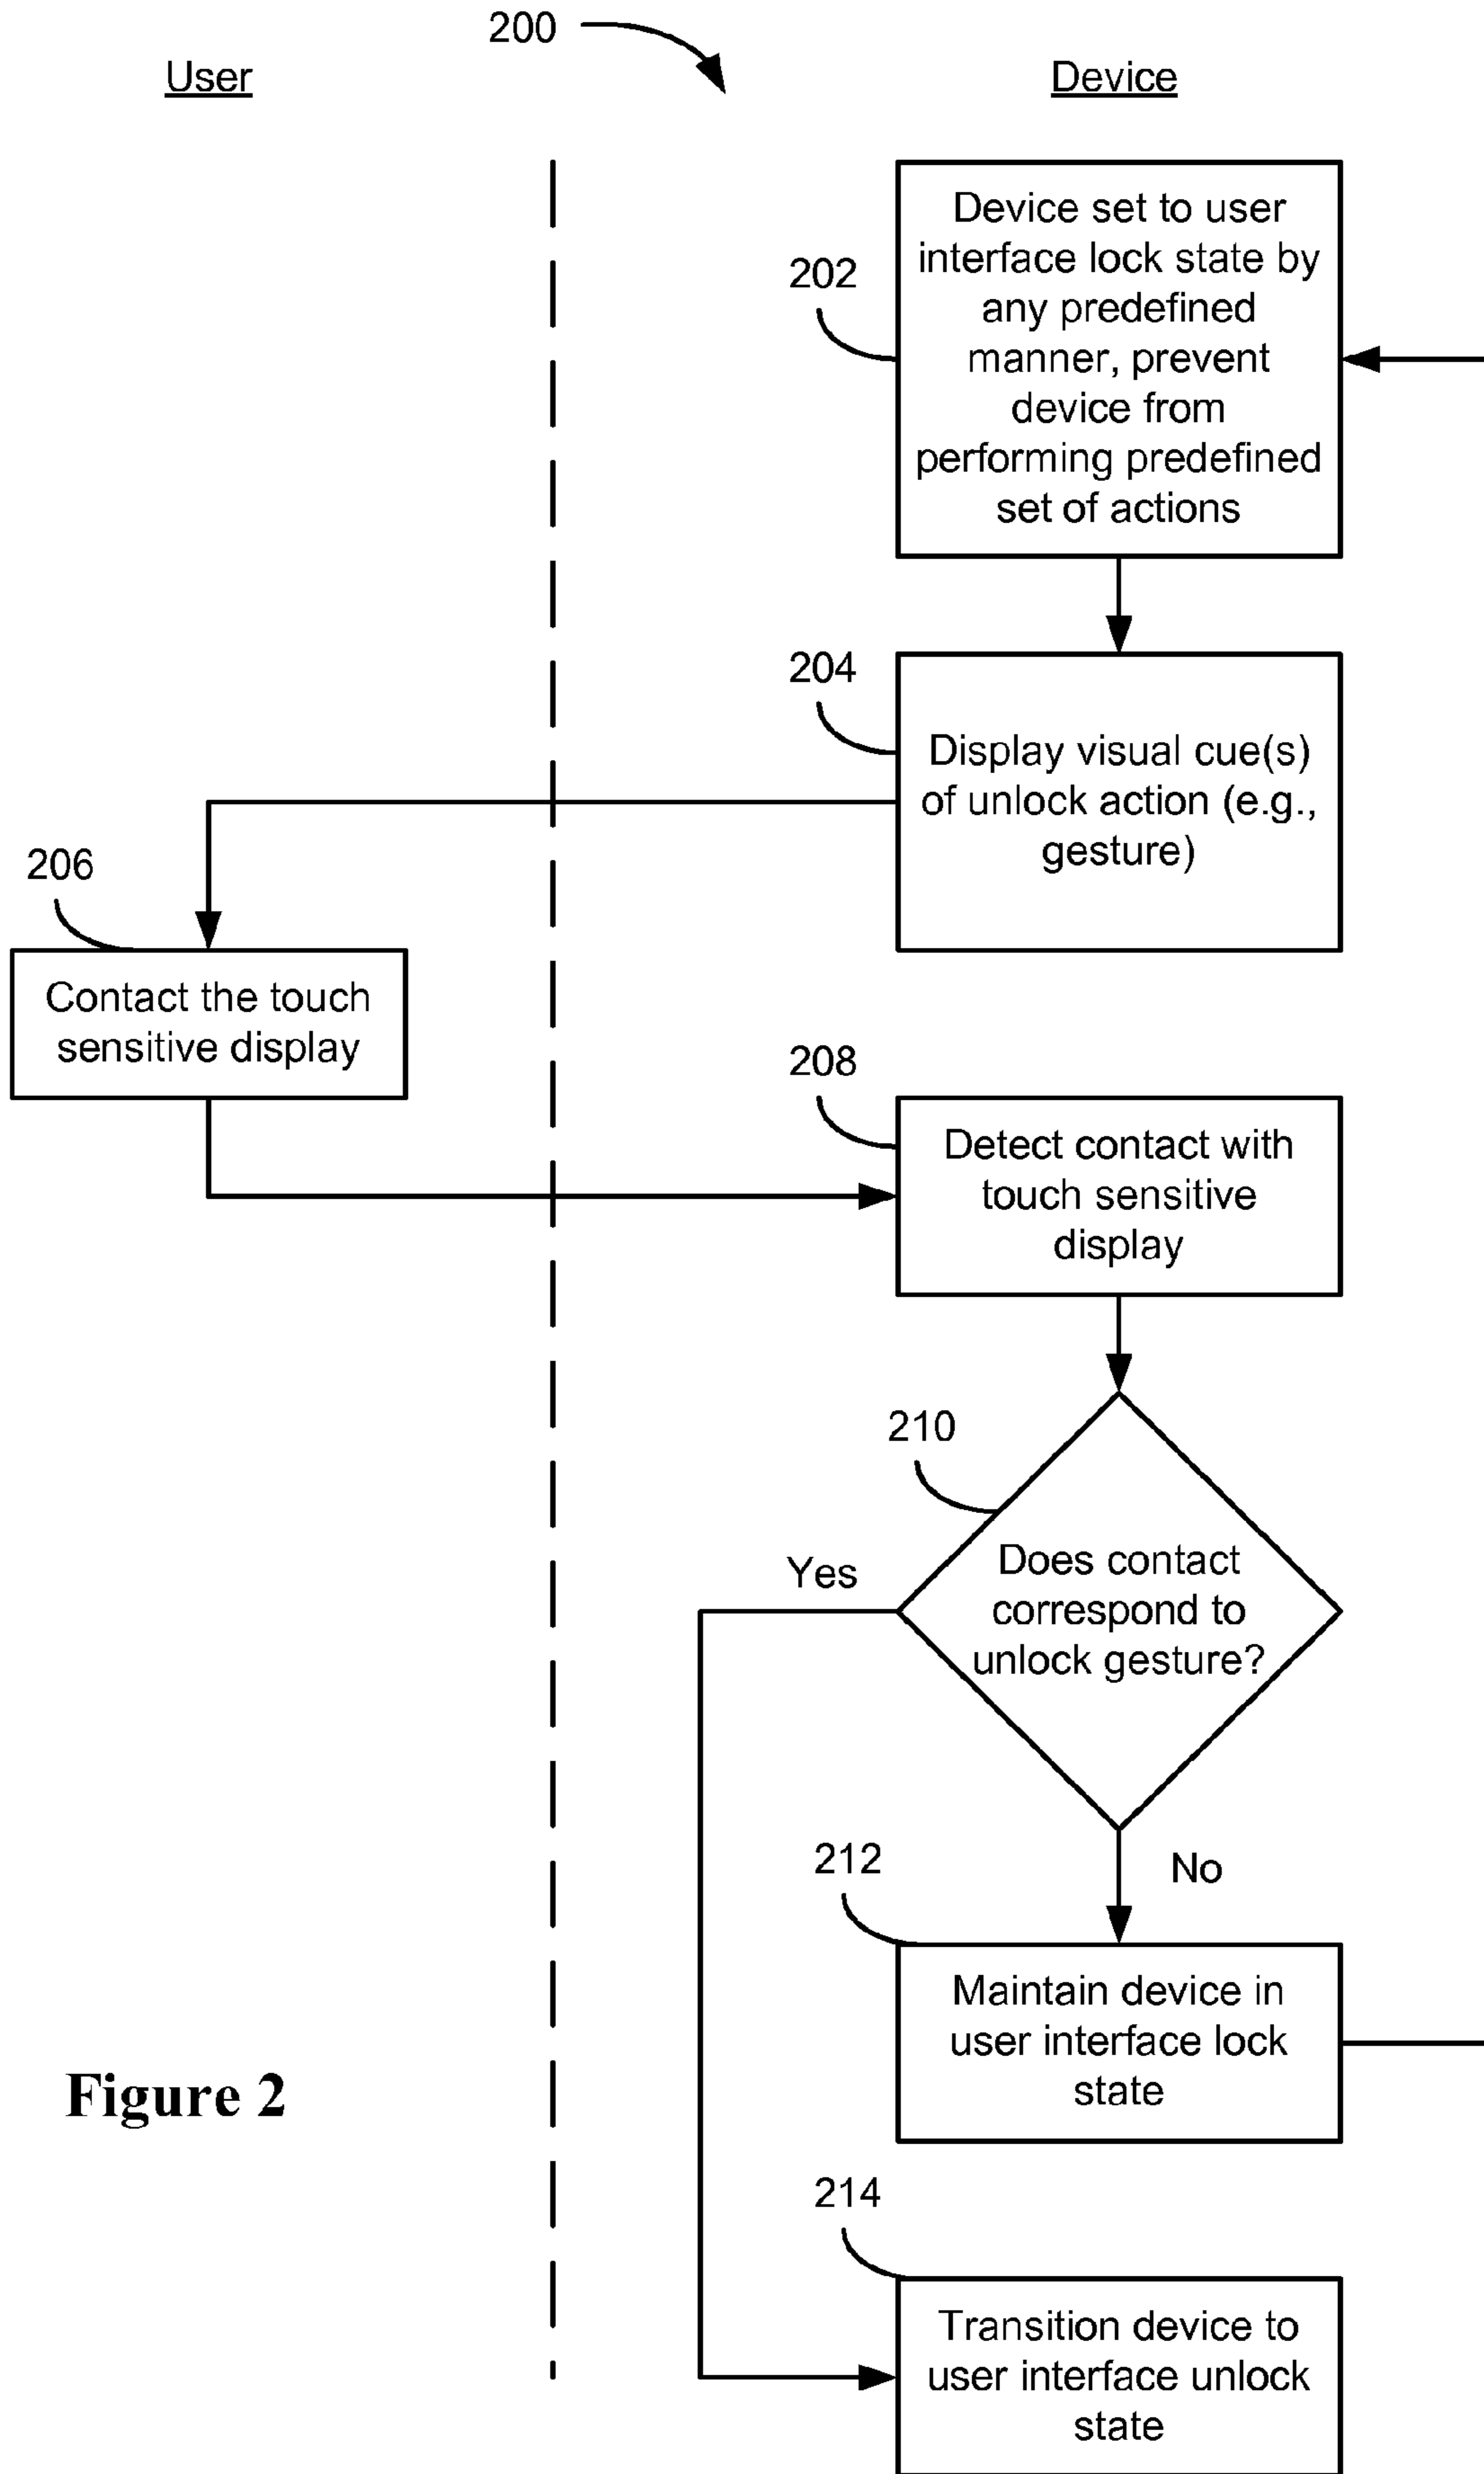 200
User
Device
Device set to user
interface lock state by
any predefined
manner, prevent
device from
performing predefined
set of actions
202
204
Display visual cue(s)
of unlock action (e.g.,
gesture)
206
Contact the touch
sensitive display
208
Detect contact with
touch sensitive
display
210
Does contact
correspond to
unlock gesture?
Yes
No
212
Maintain device in
user interface lock
state
Figure 2
214
Transition device to
user interface unlock
state